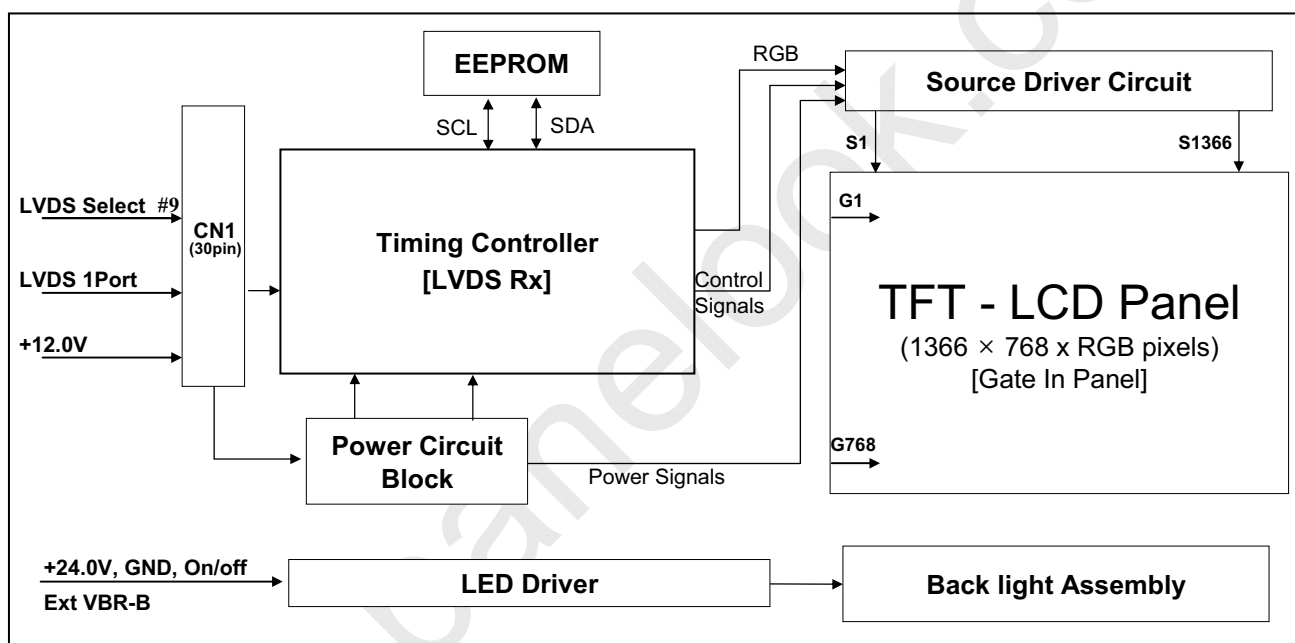 EEPROM
SCL
SDA
RGB
Source Driver Circuit
S1
S1366
LVDS Select #9
LVDS 1Port
+12.0V
CN1
(30pin)
Timing Controller
[LVDS Rx]
Control
Signals
G1
TFT - LCD Panel
(1366 × 768 x RGB pixels)
[Gate In Panel]
G768
Power Circuit
Block
Power Signals
+24.0V, GND, On/off
Ext VBR-B
LED Driver
Back light Assembly